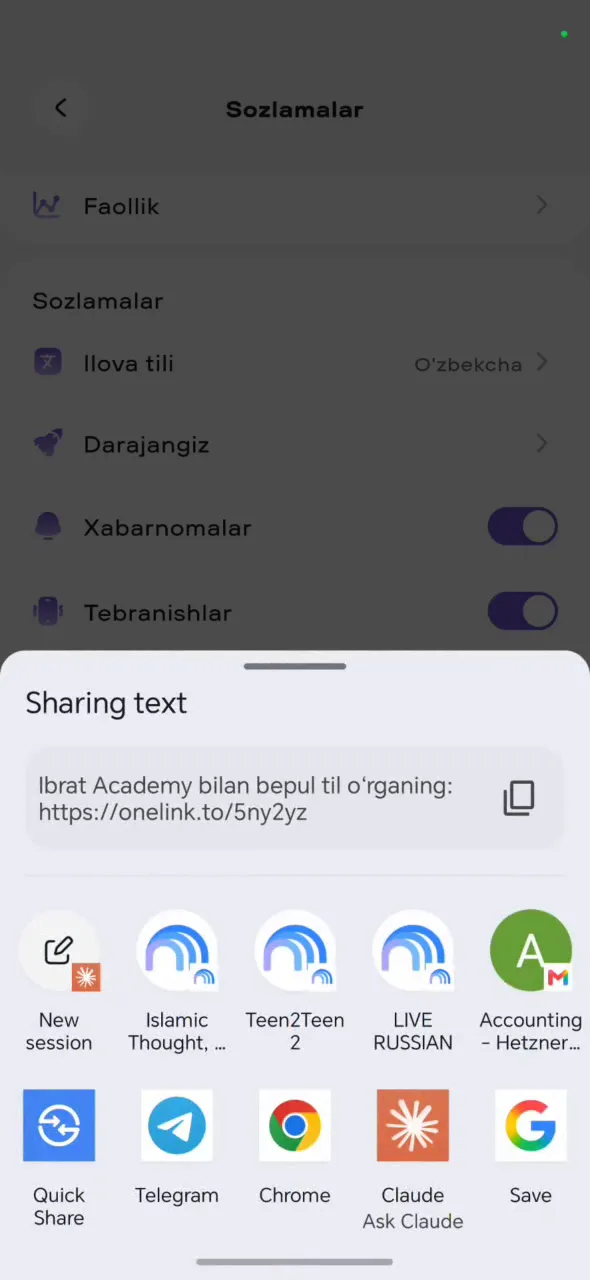 Sozlamalar
Faollik
Sozlamalar
Ilova tili
O'zbekcha
Darajangiz
Xabarnomalar
Tebranishlar
Sharing text
Ibrat Academy bilan bepul til oʻrganing:
https://onelink.to/5ny2yz
New
session
Islamic
Thought, ...
Teen2Teen
2
LIVE
RUSSIAN
A
Accounting
- Hetzner...
Quick
Share
Telegram
Chrome
Claude
Ask Claude
Save